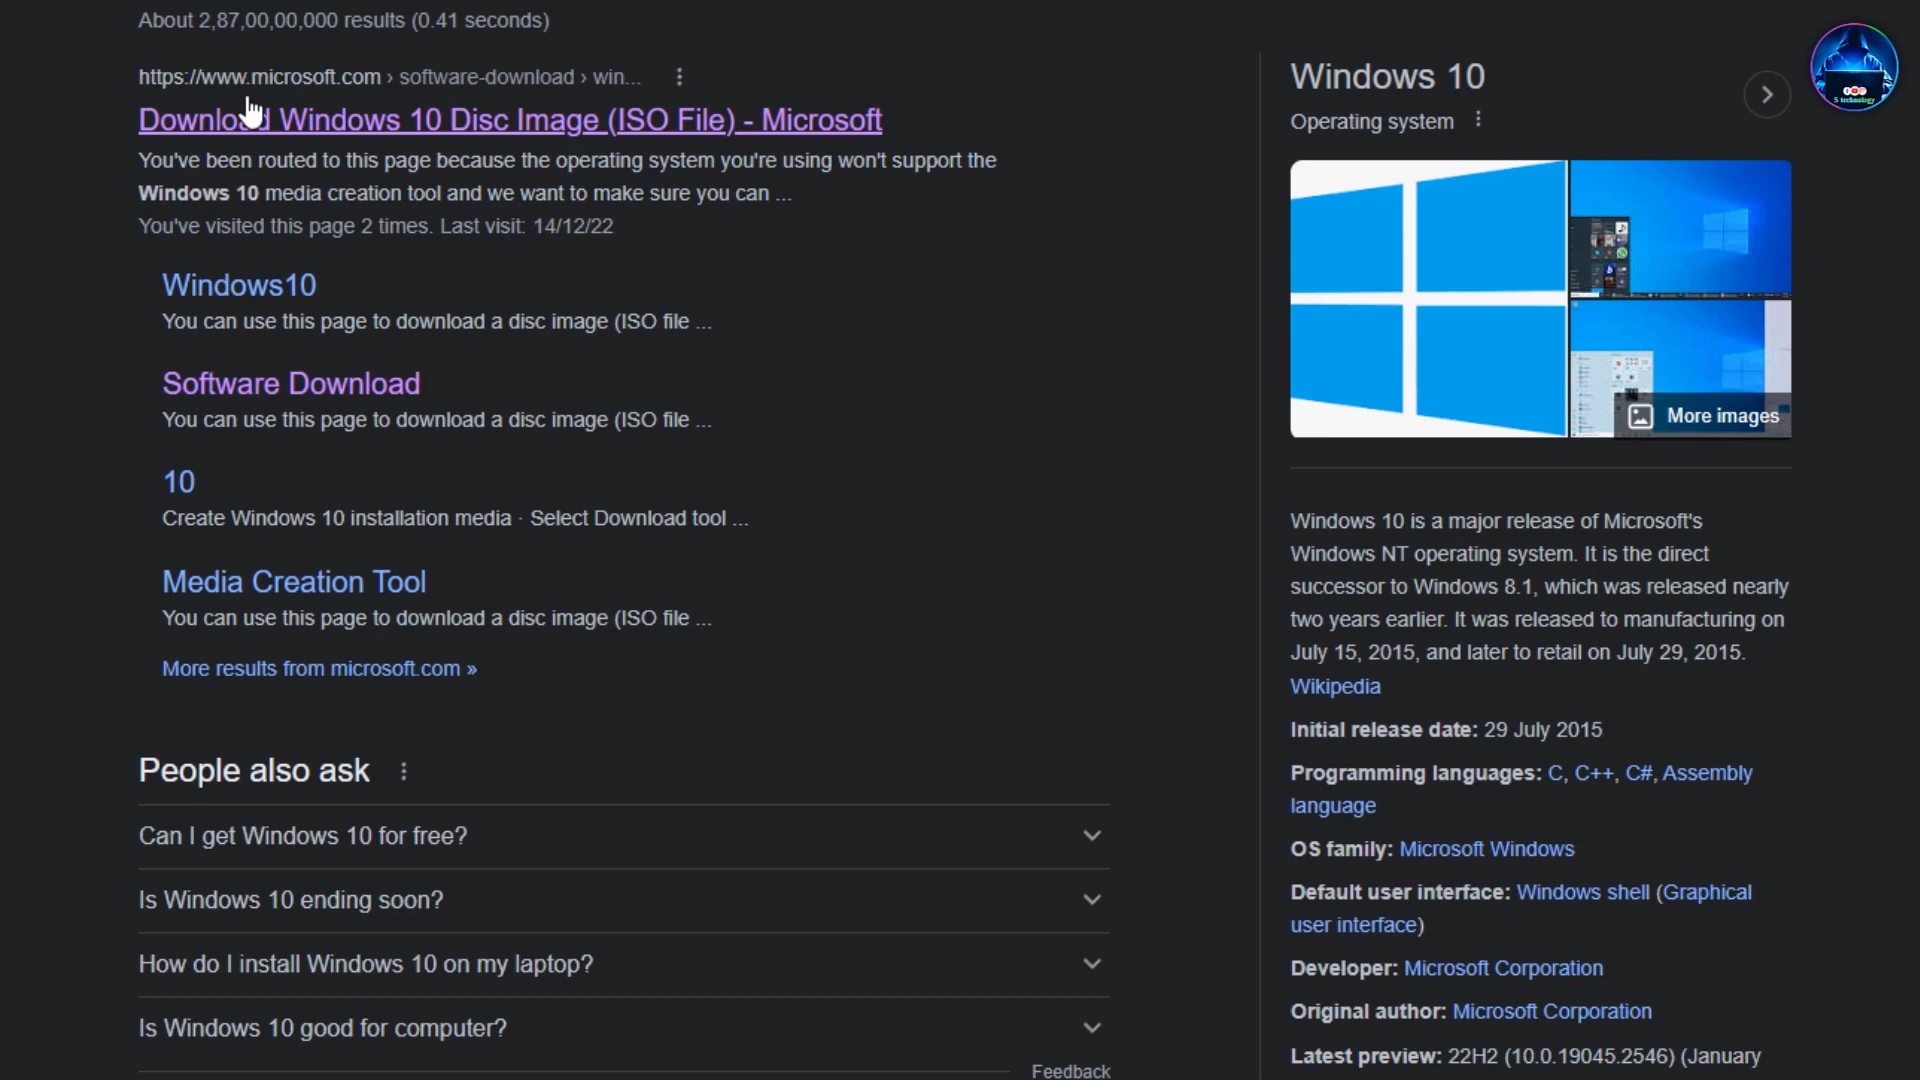 About 2,87,00,00,000 results (0.41 seconds)
https://www.microsoft.com › software-download › win...
Download Windows 10 Disc Image (ISO File) - Microsoft
You've been routed to this page because the operating system you're using won't support the
Windows 10 media creation tool and we want to make sure you can ...
You've visited this page 2 times. Last visit: 14/12/22
Windows10
You can use this page to download a disc image (ISO file ...
Software Download
You can use this page to download a disc image (ISO file ...
10
Create Windows 10 installation media · Select Download tool ...
Media Creation Tool
You can use this page to download a disc image (ISO file ...
More results from microsoft.com »
People also ask
Can I get Windows 10 for free?
Is Windows 10 ending soon?
How do I install Windows 10 on my laptop?
Is Windows 10 good for computer?
Feedback
Windows 10
Operating system
More images
Windows 10 is a major release of Microsoft's
Windows NT operating system. It is the direct
successor to Windows 8.1, which was released nearly
two years earlier. It was released to manufacturing on
July 15, 2015, and later to retail on July 29, 2015.
Wikipedia
Initial release date: 29 July 2015
Programming languages: C, C++, C#, Assembly
language
OS family: Microsoft Windows
Default user interface: Windows shell (Graphical
user interface)
Developer: Microsoft Corporation
Original author: Microsoft Corporation
Latest preview: 22H2 (10.0.19045.2546) (January
S technology